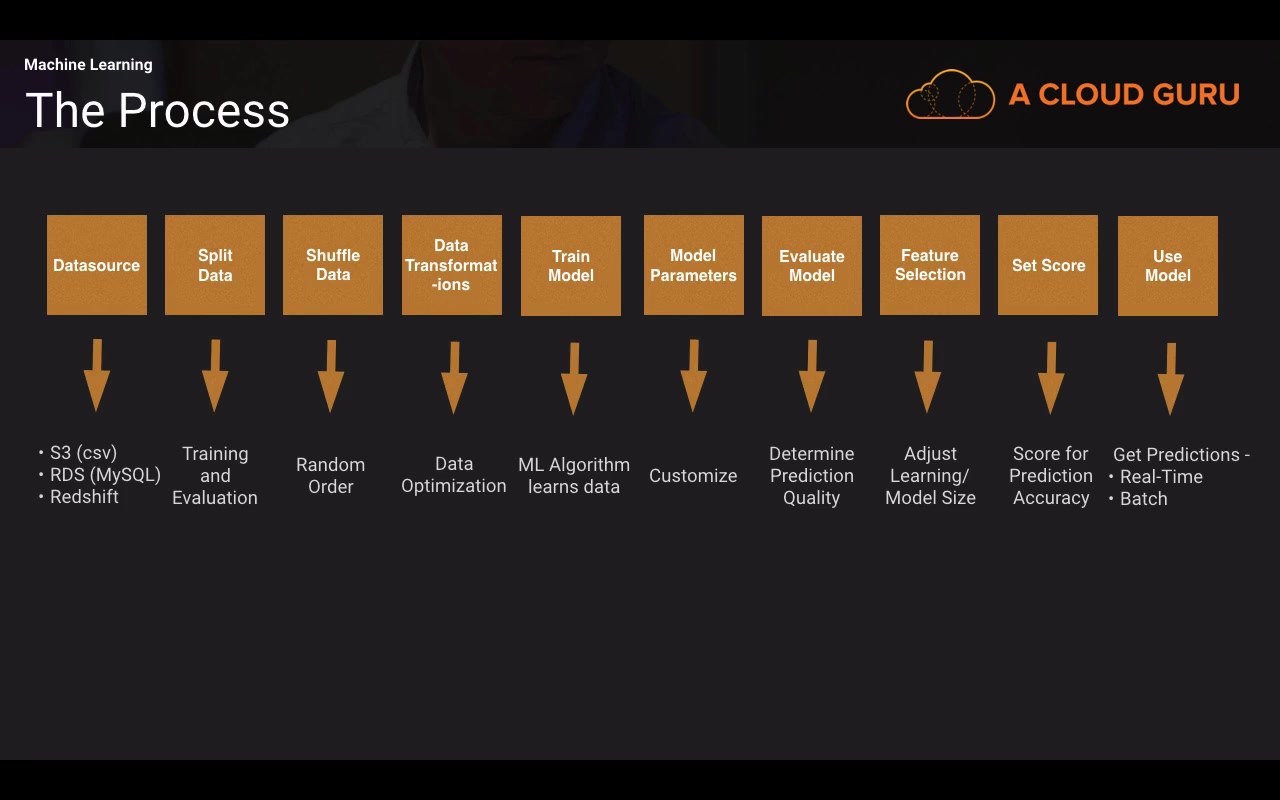 Machine Learning
The Process
A CLOUD GURU
Datasource
Split
Data
Shuffle
Data
Data
Transformat
-ions
Train
Model
Model
Parameters
Evaluate
Model
Feature
Selection
Set Score
Use
Model
• S3 (csv)
• RDS (MySQL)
• Redshift
Training
and
Evaluation
Random
Order
Data
Optimization
ML Algorithm
learns data
Customize
Determine
Prediction
Quality
Adjust
Learning/
Model Size
Score for
Prediction
Accuracy
Get Predictions -
• Real-Time
• Batch